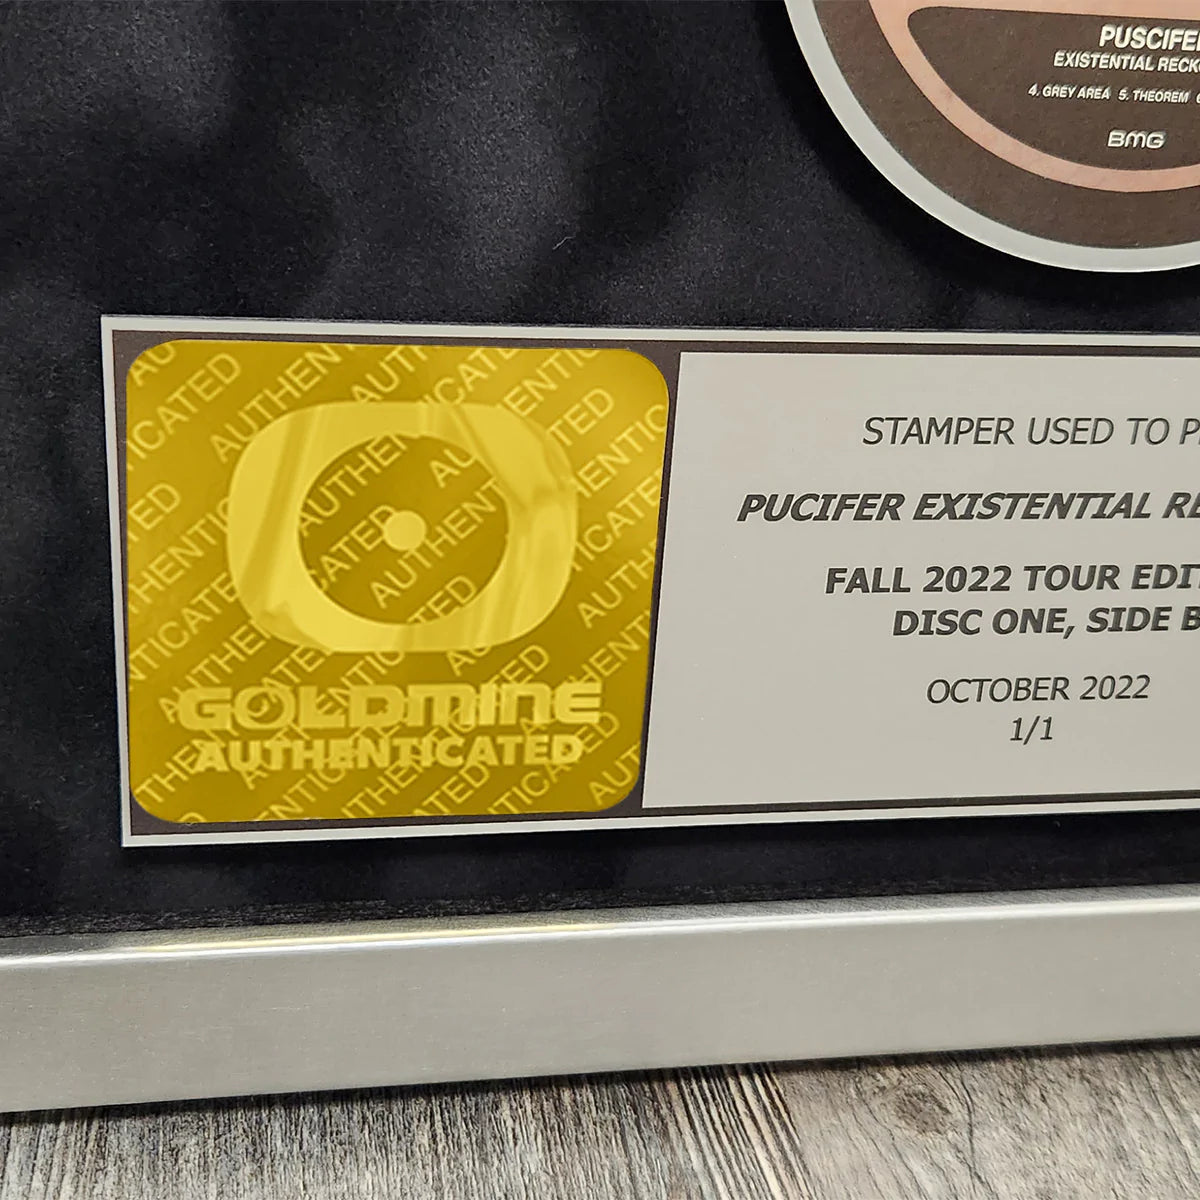 PUSCIFE
EXISTENTIAL RECK
4. GREY AREA 5. THEOREM
BMG
GOLDMINE
AUTHENTICATED
STAMPER USED TO P
PUCIFER EXISTENTIAL RE
FALL 2022 TOUR EDIT
DISC ONE, SIDE B
OCTOBER 2022
1/1